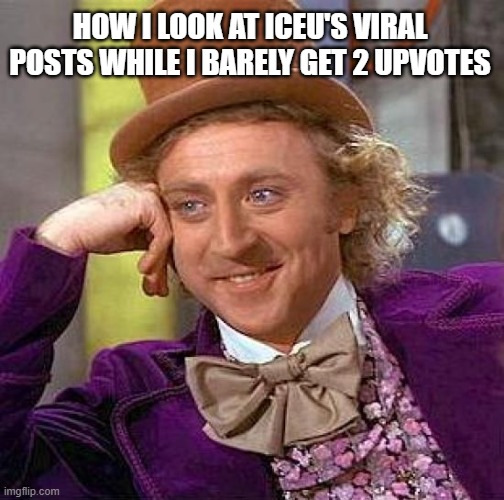 HOW I LOOK AT ICEU'S VIRAL
POSTS WHILE I BARELY GET 2 UPVOTES
imgflip.com